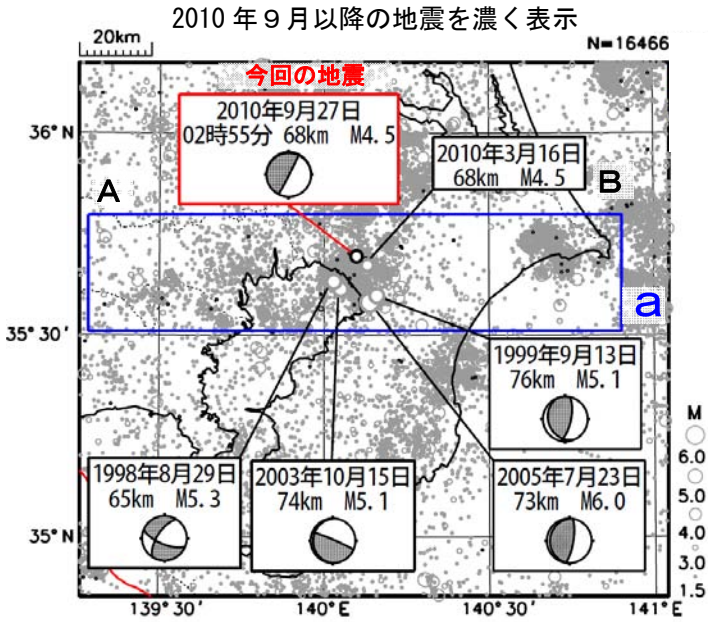 2010年９月以降の地震を濃く表示
20km
N=16466
今回の地震
2010年9月27日
02時55分 68km M4.5
2010年3月16日
68km M4.5
36°N
A
B
a
35°30'
1999年9月13日
76km M5.1
1998年8月29日
65km M5.3
2003年10月15日
74km M5.1
2005年7月23日
73km M6.0
M
6.0
5.0
4.0
3.0
1.5
35°N
139°30'
140°E
140°30'
141°E